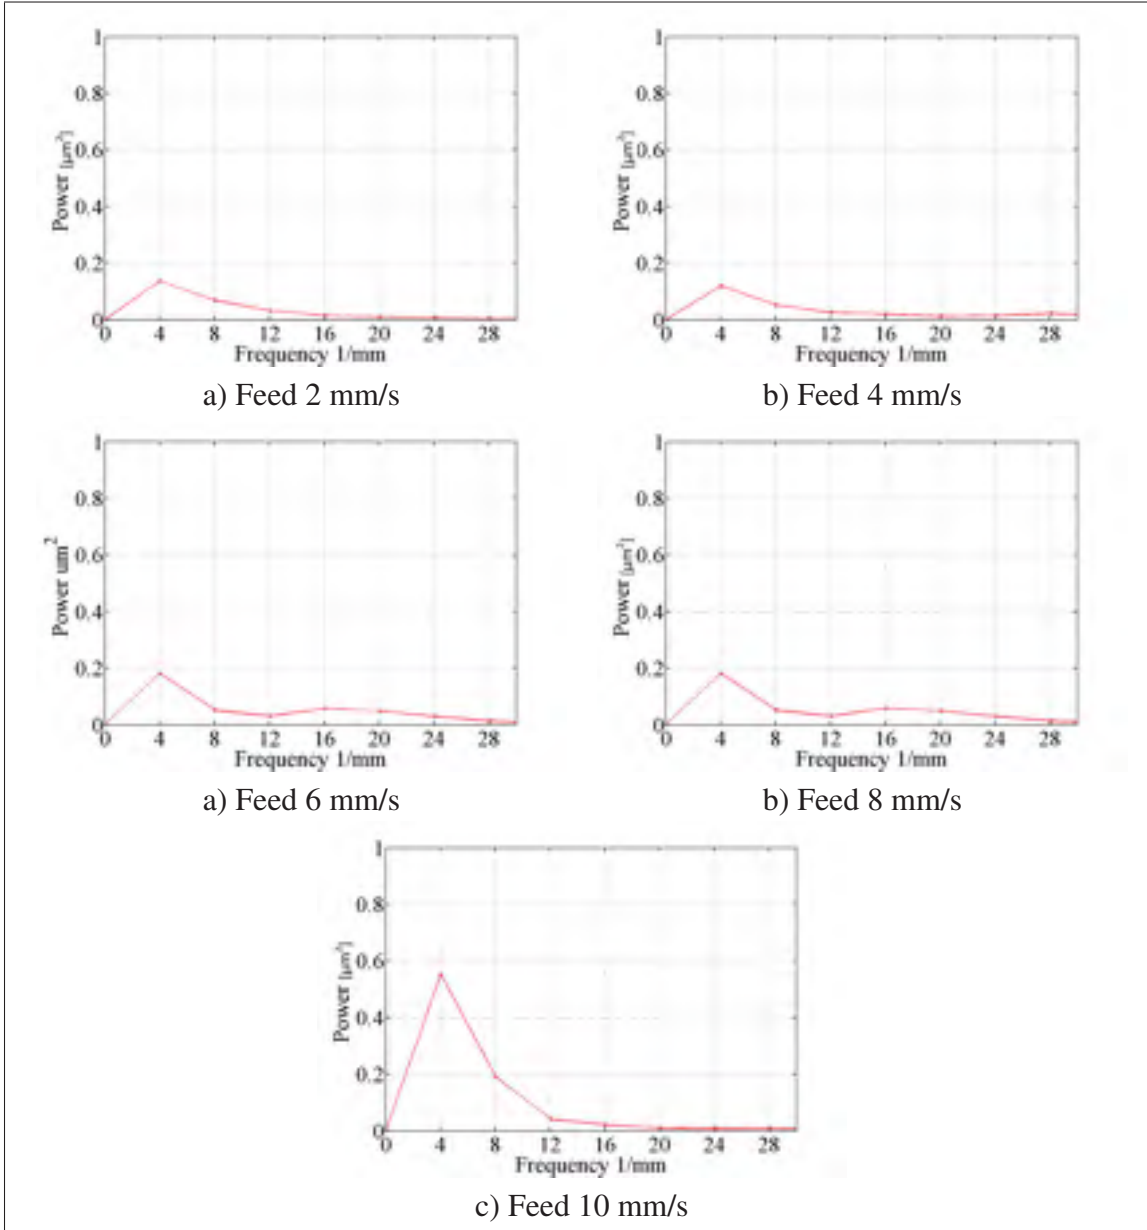 1
0.8
0.6
0.4
0.2
0
Power [μm²]
0 4 8 12 16 20 24 28
Frequency 1/mm
a) Feed 2 mm/s
1
0.8
0.6
0.4
0.2
0
Power [μm²]
0 4 8 12 16 20 24 28
Frequency 1/mm
b) Feed 4 mm/s
1
0.8
0.6
0.4
0.2
0
Power um²
0 4 8 12 16 20 24 28
Frequency 1/mm
a) Feed 6 mm/s
1
0.8
0.6
0.4
0.2
0
Power [μm²]
0 4 8 12 16 20 24 28
Frequency 1/mm
b) Feed 8 mm/s
1
0.8
0.6
0.4
0.2
0
Power [μm²]
0 4 8 12 16 20 24 28
Frequency 1/mm
c) Feed 10 mm/s